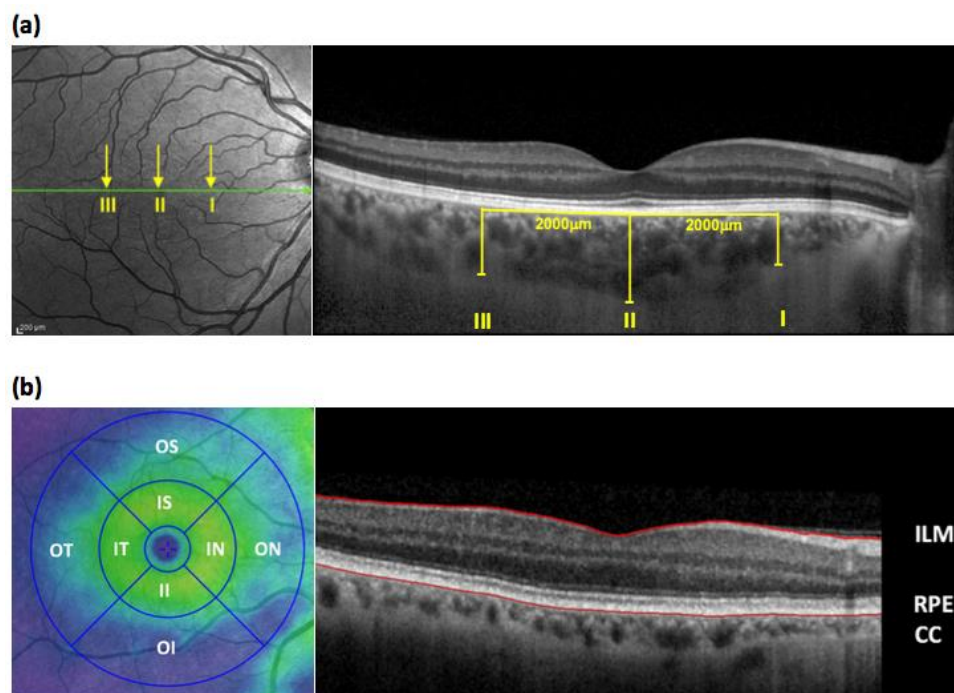 (a)
III II I
200 µm
2000µm 2000µm
III II I
(b)
OS
IS
OT IT IN ON
II
OI
ILM
RPE
CC